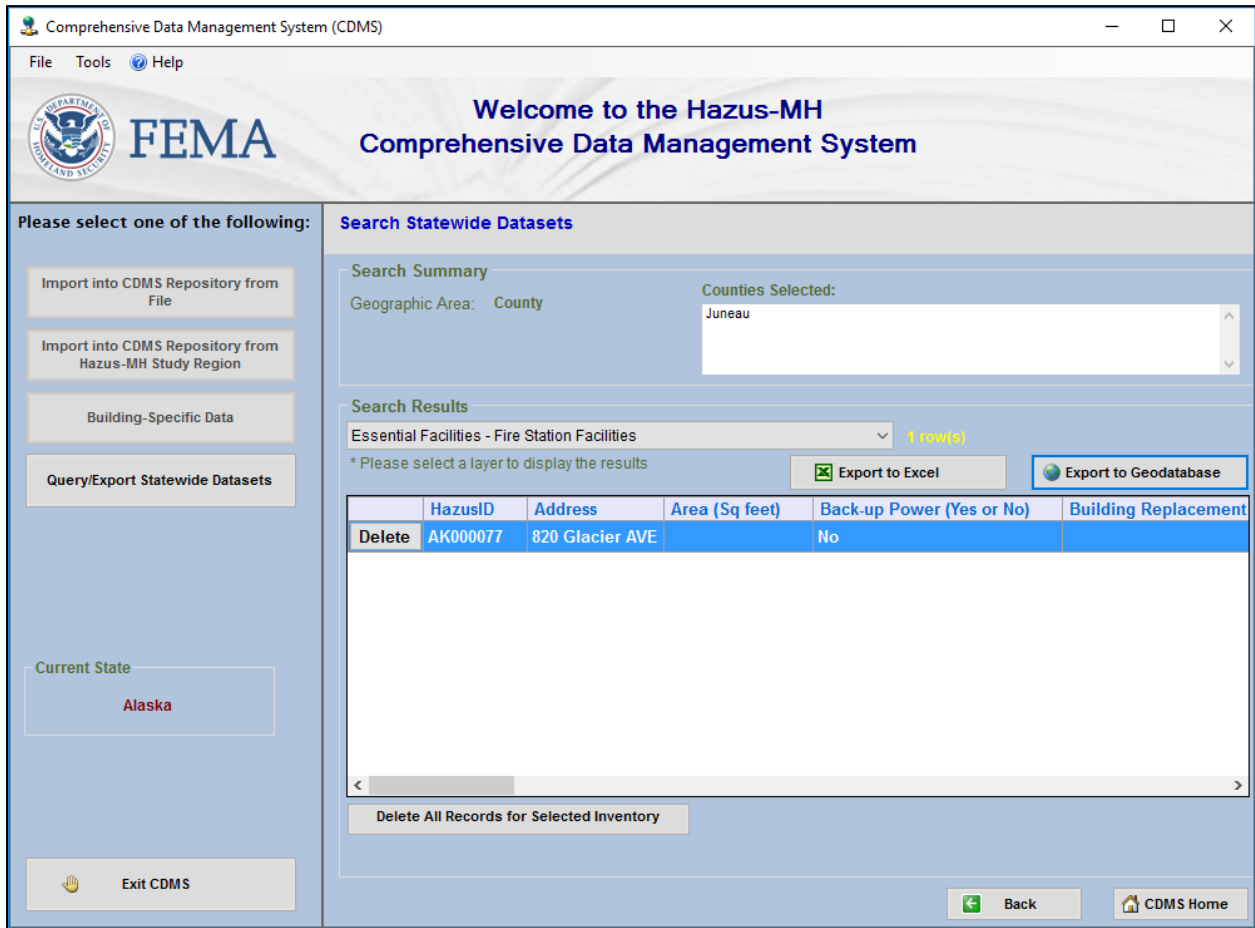 Comprehensive Data Management System (CDMS)
File Tools Help
U.S. DEPARTMENT OF
HOMELAND SECURITY
FEMA
Welcome to the Hazus-MH
Comprehensive Data Management System
Please select one of the following:
Import into CDMS Repository from
File
Import into CDMS Repository from
Hazus-MH Study Region
Building-Specific Data
Query/Export Statewide Datasets
Current State
Alaska
Exit CDMS
Search Statewide Datasets
Search Summary
Geographic Area: County
Counties Selected:
Juneau
Search Results
Essential Facilities - Fire Station Facilities
1 row(s)
* Please select a layer to display the results
Export to Excel
Export to Geodatabase
HazusID Address Area (Sq feet) Back-up Power (Yes or No) Building Replacement
Delete AK000077 820 Glacier AVE No
Delete All Records for Selected Inventory
Back
CDMS Home